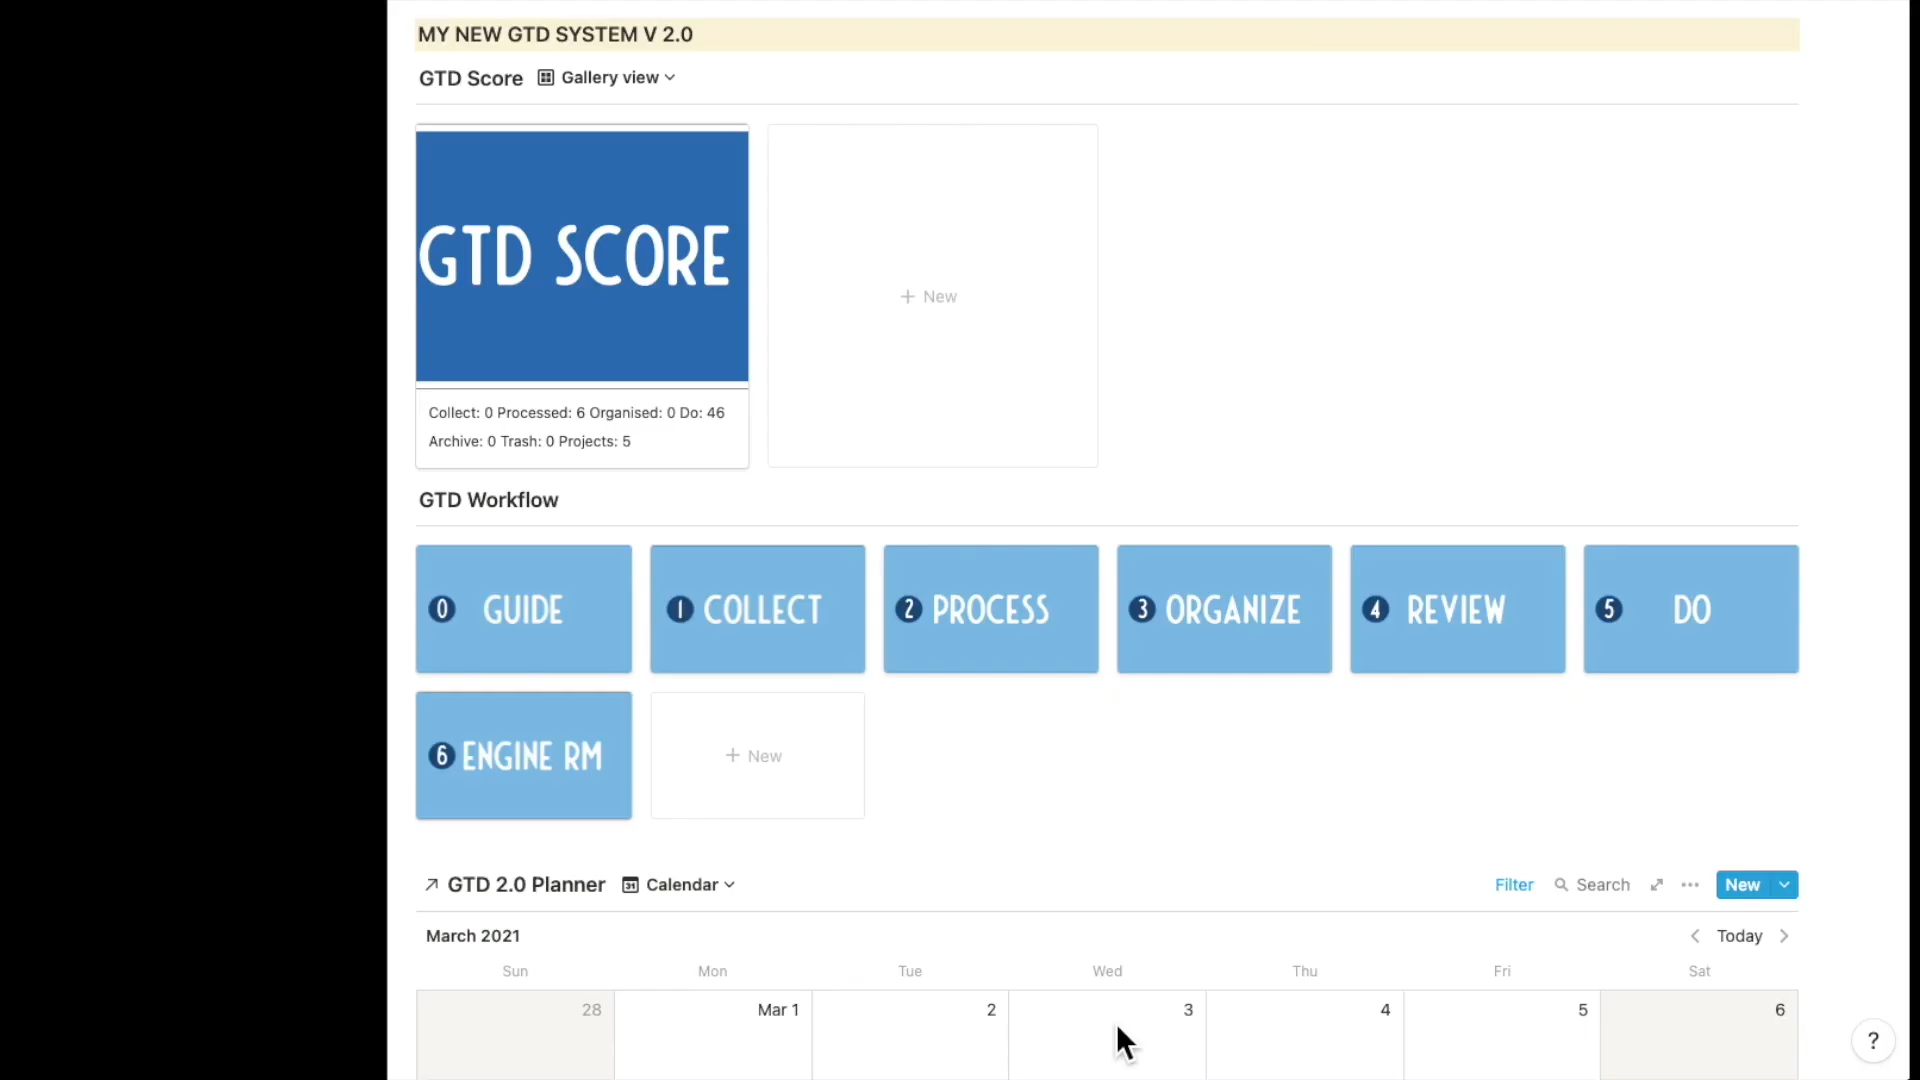 MY NEW GTD SYSTEM V 2.0
GTD Score Gallery view
GTD SCORE
+ New
Collect: 0 Processed: 6 Organised: 0 Do: 46
Archive: 0 Trash: 0 Projects: 5
GTD Workflow
0 GUIDE
1 COLLECT
2 PROCESS
3 ORGANIZE
4 REVIEW
5 DO
6 ENGINE RM
+ New
GTD 2.0 Planner 31 Calendar Filter Search ••• New
March 2021 Today
Sun Mon Tue Wed Thu Fri Sat
28 Mar 1 2 3 4 5 6
?